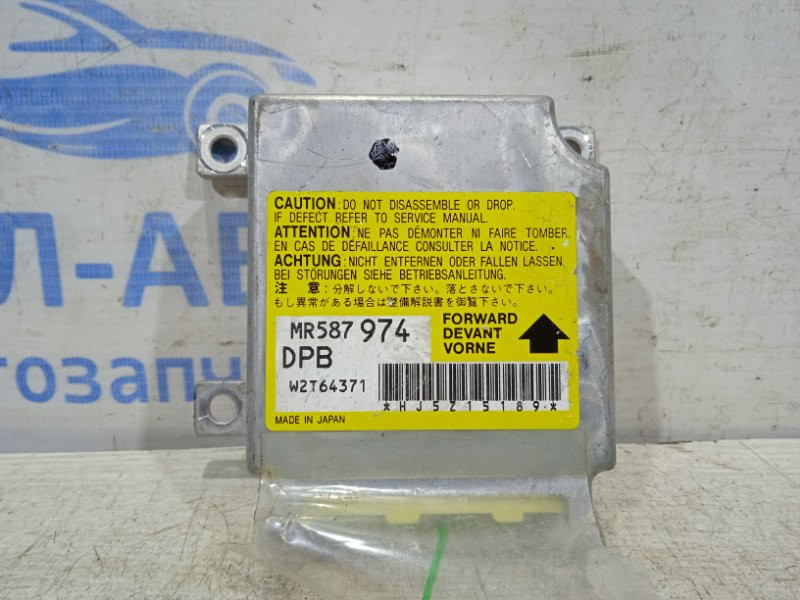 CAUTION : DO NOT DISASSEMBLE OR DROP.
IF DEFECT REFER TO SERVICE MANUAL.
ATTENTION : NE PAS DÉMONTER NI FAIRE TOMBER.
EN CAS DE DÉFAILLANCE CONSULTER LA NOTICE.
ACHTUNG : NICHT ENTFERNEN ODER FALLEN LASSEN.
BEI STÖRUNGEN SIEHE BETRIEBSANLEITUNG.
注 意 : 分解しないで下さい。落とさないで下さい。
もし異常がある場合は整備解説書を御覧下さい。
MR587 974
DPB
W2T64371
FORWARD
DEVANT
VORNE
*HJ5Z15189*
MADE IN JAPAN
Л-АВ
втозапч